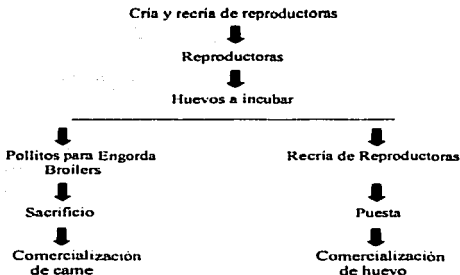 Cría y recría de reproductoras
Reproductoras
Huevos a incubar
Pollitos para Engorda
Broilers
Recría de Reproductoras
Sacrificio
Puesta
Comercialización
de carne
Comercialización
de huevo